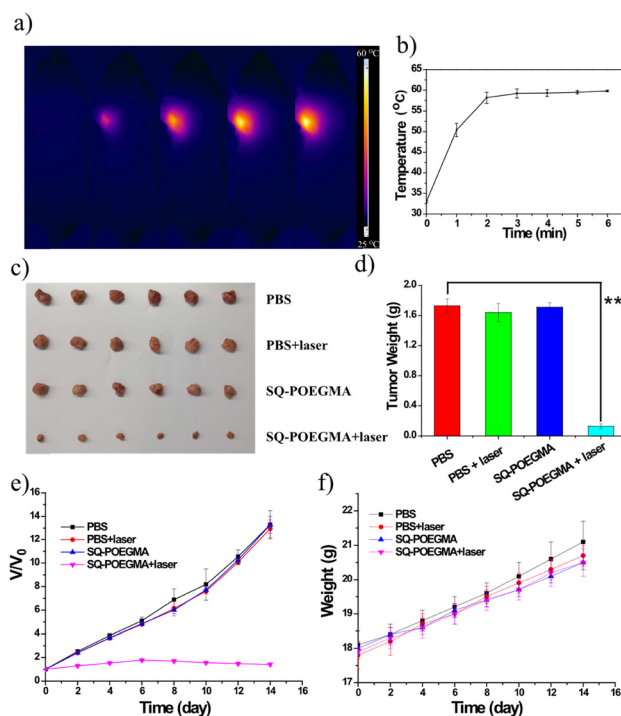 a)
60 °C
25 °C
b)
Temperature (°C)
60
55
50
45
40
35
30
0 1 2 3 4 5 6
Time (min)
c)
PBS
PBS+laser
SQ-POEGMA
SQ-POEGMA+laser
d)
Tumor Weight (g)
2.0
1.6
1.2
0.8
0.4
0.0
**
PBS
PBS + laser
SQ-POEGMA
SQ-POEGMA + laser
e)
V/V0
16
14
12
10
8
6
4
2
0
PBS
PBS+laser
SQ-POEGMA
SQ-POEGMA+laser
0 2 4 6 8 10 12 14 16
Time (day)
f)
Weight (g)
22
21
20
19
18
17
PBS
PBS+laser
SQ-POEGMA
SQ-POEGMA+laser
0 2 4 6 8 10 12 14 16
Time (day)